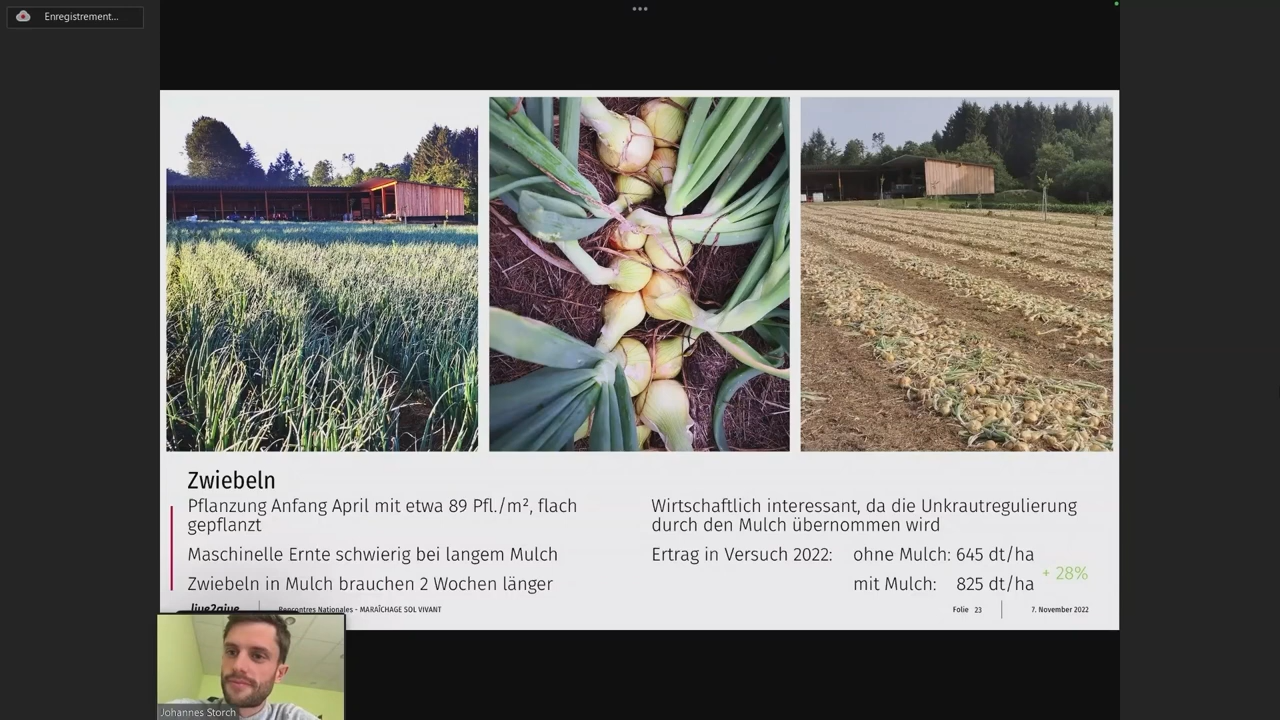 Enregistrement...
Zwiebeln
Pflanzung Anfang April mit etwa 89 Pfl./m², flach
gepflanzt
Maschinelle Ernte schwierig bei langem Mulch
Zwiebeln in Mulch brauchen 2 Wochen länger
Wirtschaftlich interessant, da die Unkrautregulierung
durch den Mulch übernommen wird
Ertrag in Versuch 2022: ohne Mulch: 645 dt/ha
mit Mulch: 825 dt/ha
+ 28%
live2give
Rencontres Nationales - MARAÎCHAGE SOL VIVANT
Folie 23
7. November 2022
Johannes Storch